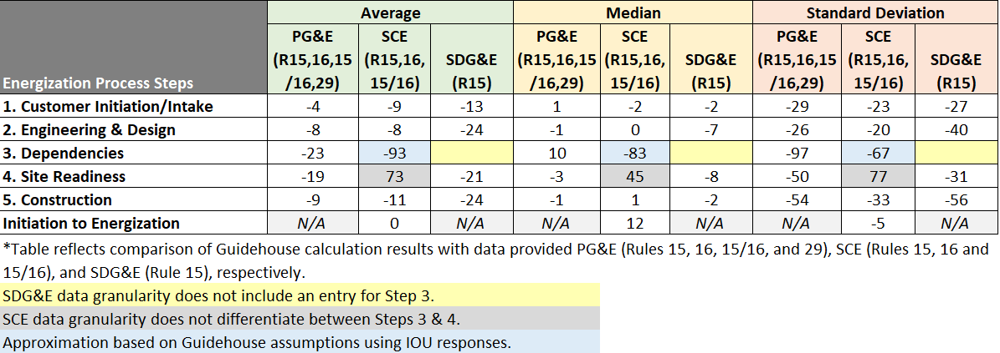 Average Median Standard Deviation
Energization Process Steps PG&E (R15,16,15/16,29) SCE (R15,16,15/16) SDG&E (R15) PG&E (R15,16,15/16,29) SCE (R15,16,15/16) SDG&E (R15) PG&E (R15,16,15/16,29) SCE (R15,16,15/16) SDG&E (R15)
1. Customer Initiation/Intake -4 -9 -13 1 -2 -2 -29 -23 -27
2. Engineering & Design -8 -8 -24 -1 0 -7 -26 -20 -40
3. Dependencies -23 -93 10 -83 -97 -67
4. Site Readiness -19 73 -21 -3 45 -8 -50 77 -31
5. Construction -9 -11 -24 -1 1 -2 -54 -33 -56
Initiation to Energization N/A 0 N/A N/A 12 N/A N/A -5 N/A
*Table reflects comparison of Guidehouse calculation results with data provided PG&E (Rules 15, 16, 15/16, and 29), SCE (Rules 15, 16 and
15/16), and SDG&E (Rule 15), respectively.
SDG&E data granularity does not include an entry for Step 3.
SCE data granularity does not differentiate between Steps 3 & 4.
Approximation based on Guidehouse assumptions using IOU responses.